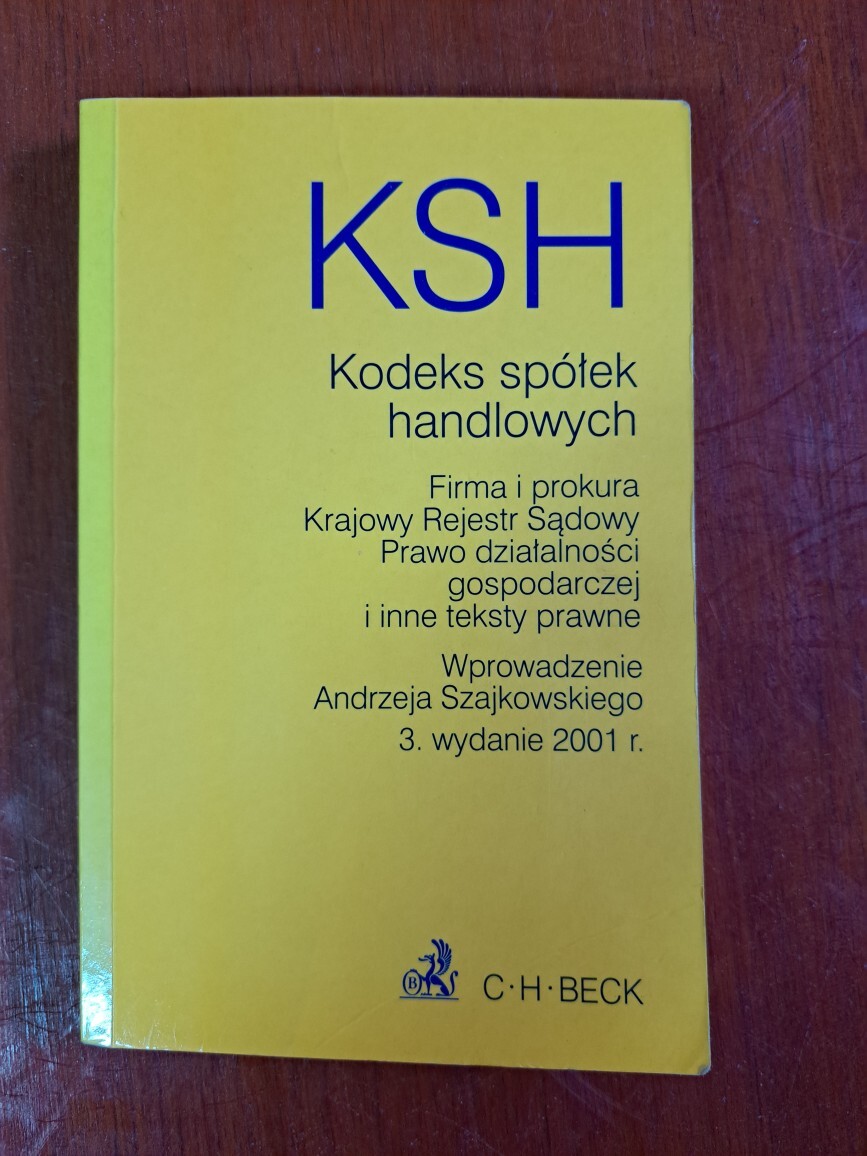 KSH
Kodeks spółek
handlowych
Firma i prokura
Krajowy Rejestr Sądowy
Prawo działalności
gospodarczej
i inne teksty prawne
Wprowadzenie
Andrzeja Szajkowskiego
3. wydanie 2001 r.
B
C·H·BECK